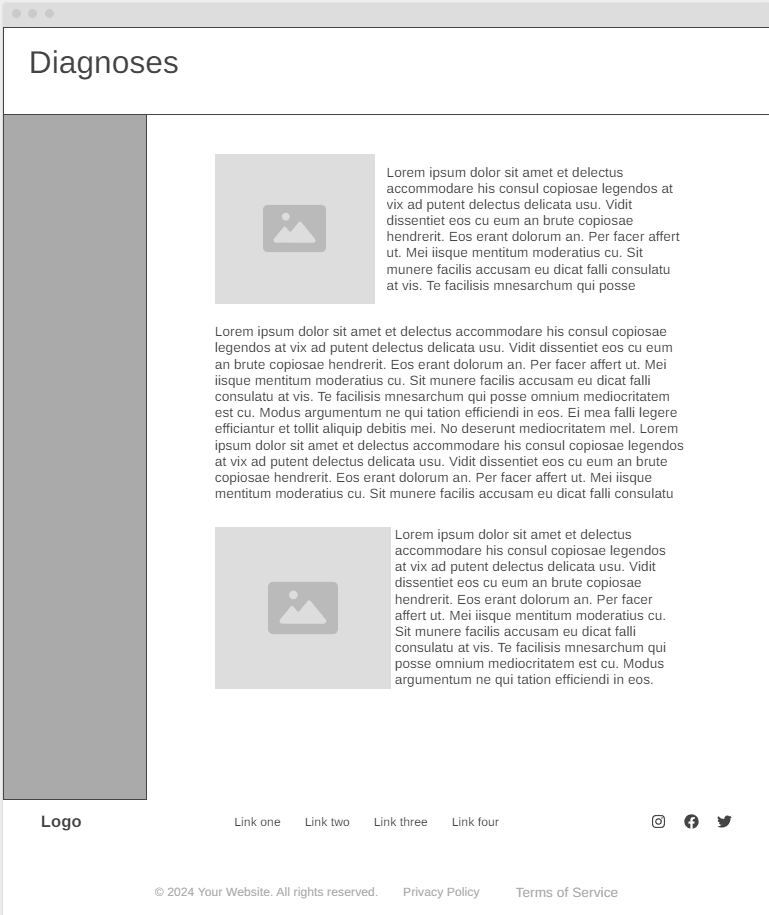 Diagnoses
Lorem ipsum dolor sit amet et delectus
accommodare his consul copiosae legendos at
vix ad putent delectus delicata usu. Vidit
dissentiet eos cu eum an brute copiosae
hendrerit. Eos erant dolorum an. Per facer affert
ut. Mei iisque mentitum moderatius cu. Sit
munere facilis accusam eu dicat falli consulatu
at vis. Te facilisis mnesarchum qui posse
Lorem ipsum dolor sit amet et delectus accommodare his consul copiosae
legendos at vix ad putent delectus delicata usu. Vidit dissentiet eos cu eum
an brute copiosae hendrerit. Eos erant dolorum an. Per facer affert ut. Mei
iisque mentitum moderatius cu. Sit munere facilis accusam eu dicat falli
consulatu at vis. Te facilisis mnesarchum qui posse omnium mediocritatem
est cu. Modus argumentum ne qui tation efficiendi in eos. Ei mea falli legere
efficiantur et tollit aliquip debitis mei. No deserunt mediocritatem mel. Lorem
ipsum dolor sit amet et delectus accommodare his consul copiosae legendos
at vix ad putent delectus delicata usu. Vidit dissentiet eos cu eum an brute
copiosae hendrerit. Eos erant dolorum an. Per facer affert ut. Mei iisque
mentitum moderatius cu. Sit munere facilis accusam eu dicat falli consulatu
Lorem ipsum dolor sit amet et delectus
accommodare his consul copiosae legendos
at vix ad putent delectus delicata usu. Vidit
dissentiet eos cu eum an brute copiosae
hendrerit. Eos erant dolorum an. Per facer
affert ut. Mei iisque mentitum moderatius cu.
Sit munere facilis accusam eu dicat falli
consulatu at vis. Te facilisis mnesarchum qui
posse omnium mediocritatem est cu. Modus
argumentum ne qui tation efficiendi in eos.
Logo Link one Link two Link three Link four
© 2024 Your Website. All rights reserved. Privacy Policy Terms of Service